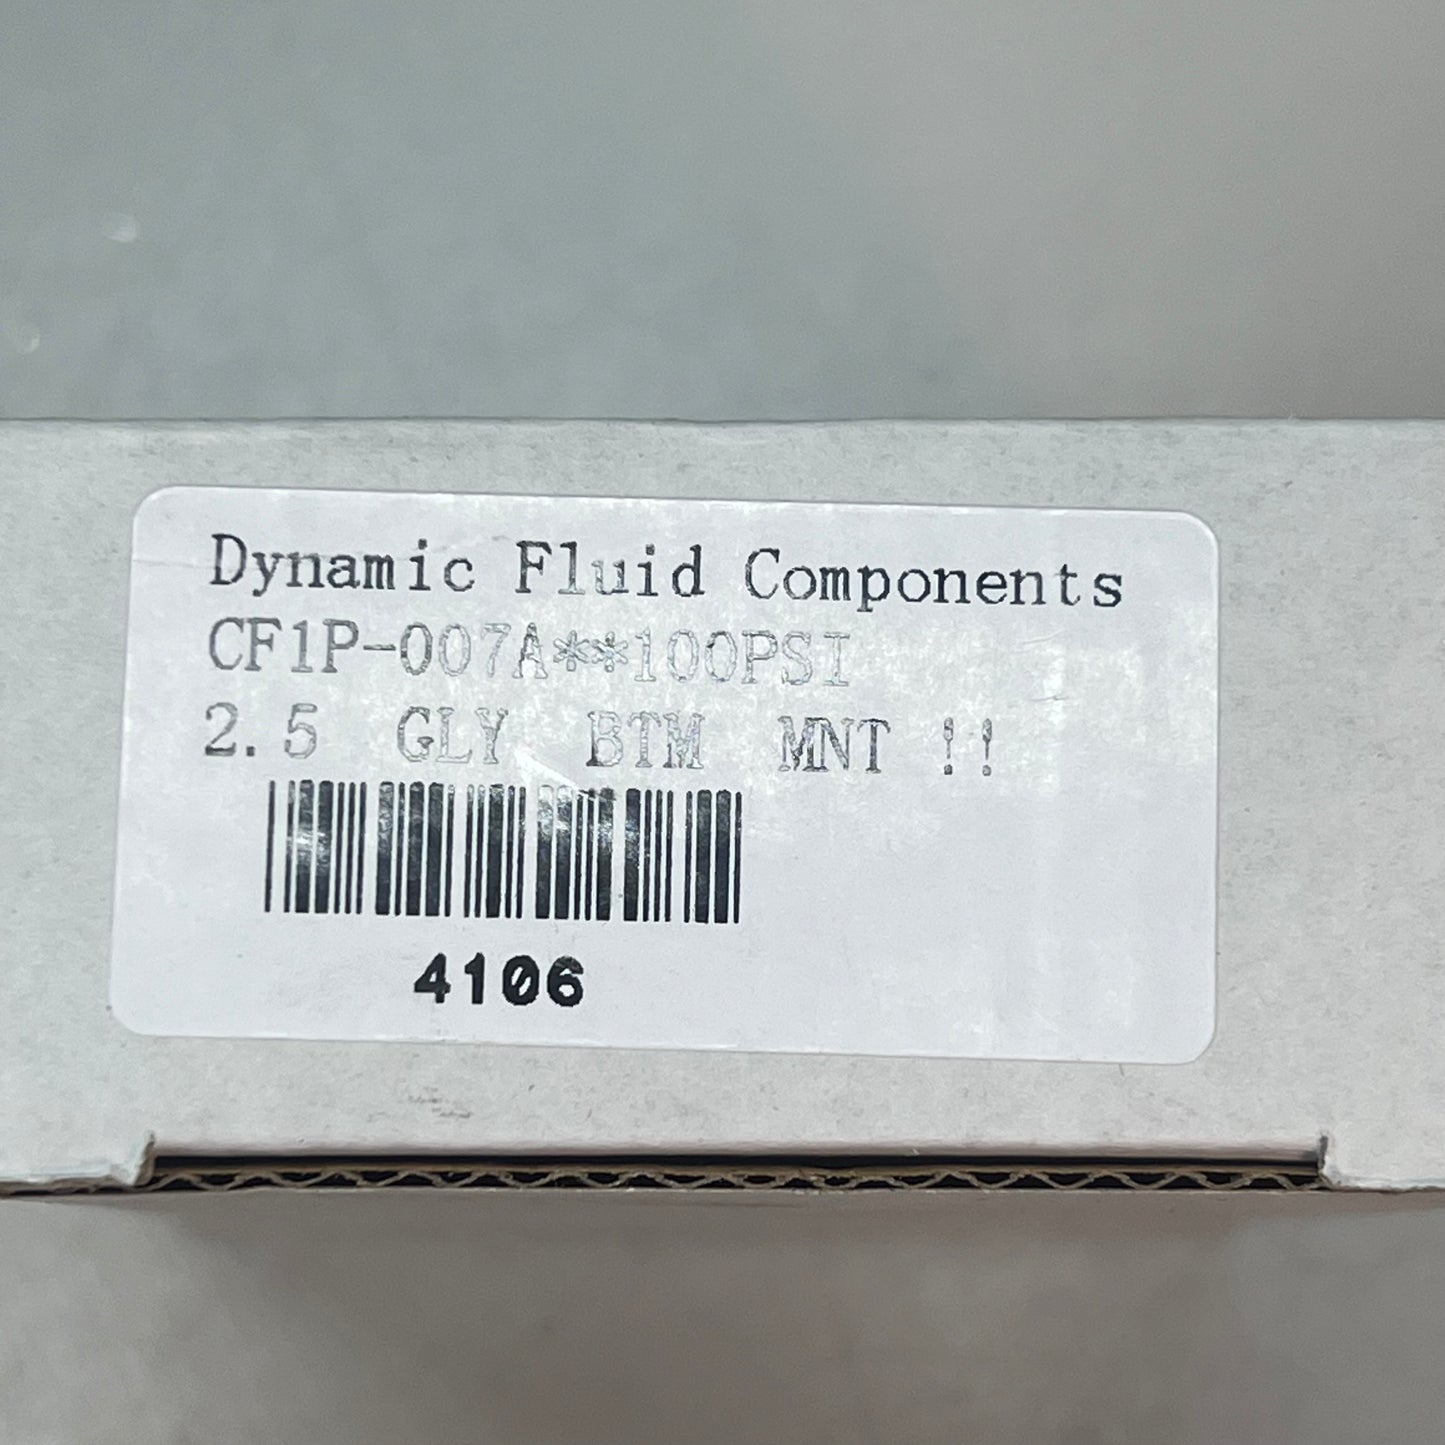 Dynamic Fluid Components
CF1P-007A**100PSI
2.5 GLY BTM MNT !!
4106